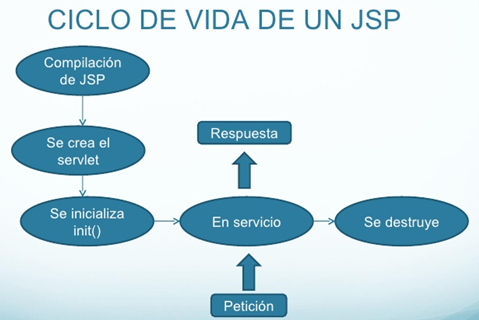 CICLO DE VIDA DE UN JSP
Compilación
de JSP
Se crea el
servlet
Respuesta
Se inicializa
init()
En servicio
Se destruye
Petición